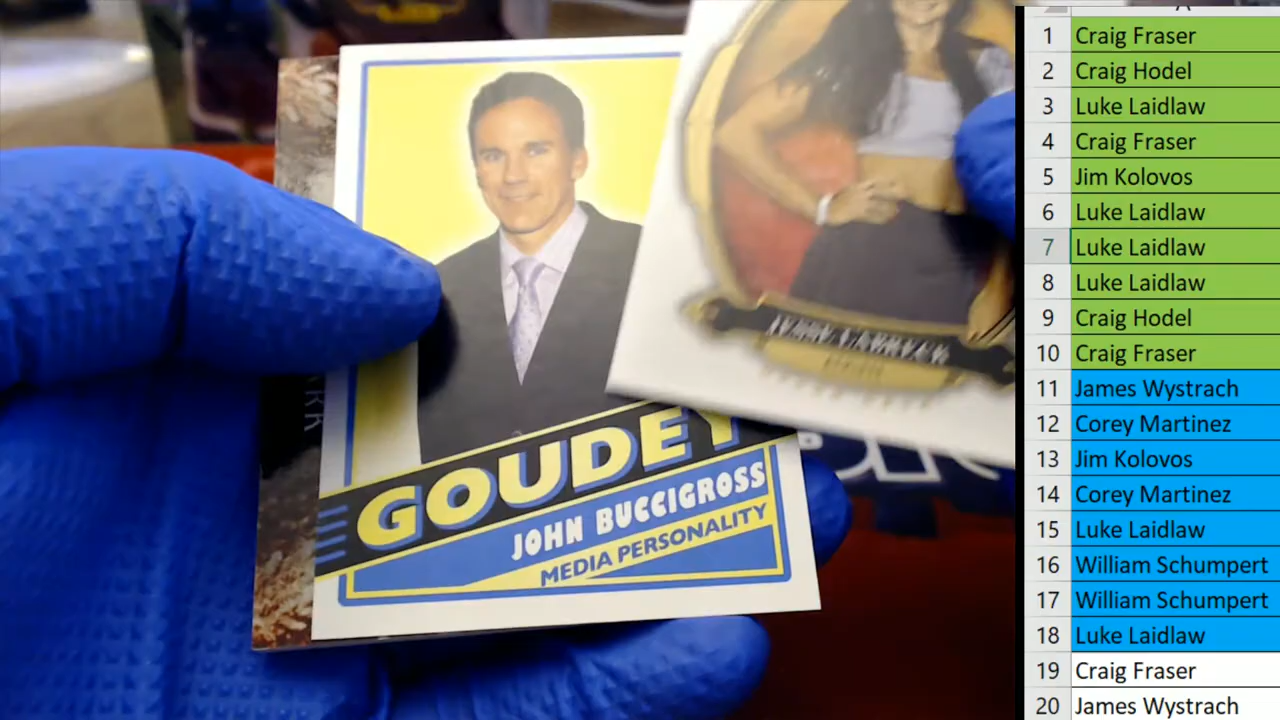 GOUDEY
JOHN BUCCIGROSS
MEDIA PERSONALITY
A
1 Craig Fraser
2 Craig Hodel
3 Luke Laidlaw
4 Craig Fraser
5 Jim Kolovos
6 Luke Laidlaw
7 Luke Laidlaw
8 Luke Laidlaw
9 Craig Hodel
10 Craig Fraser
11 James Wystrach
12 Corey Martinez
13 Jim Kolovos
14 Corey Martinez
15 Luke Laidlaw
16 William Schumpert
17 William Schumpert
18 Luke Laidlaw
19 Craig Fraser
20 James Wystrach